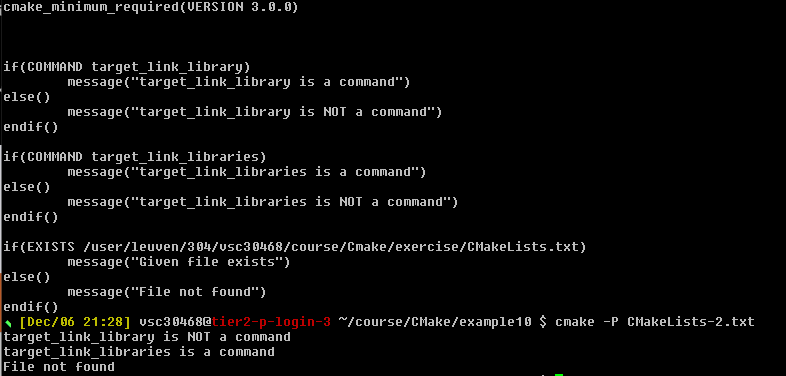 cmake_minimum_required(VERSION 3.0.0)
if(COMMAND target_link_library)
message("target_link_library is a command")
else()
message("target_link_library is NOT a command")
endif()
if(COMMAND target_link_libraries)
message("target_link_libraries is a command")
else()
message("target_link_libraries is NOT a command")
endif()
if(EXISTS /user/leuven/304/vsc30468/course/Cmake/exercise/CMakeLists.txt)
message("Given file exists")
else()
message("File not found")
endif()
[Dec/06 21:28] vsc30468@tier2-p-login-3 ~/course/CMake/example10 $ cmake -P CMakeLists-2.txt
target_link_library is NOT a command
target_link_libraries is a command
File not found